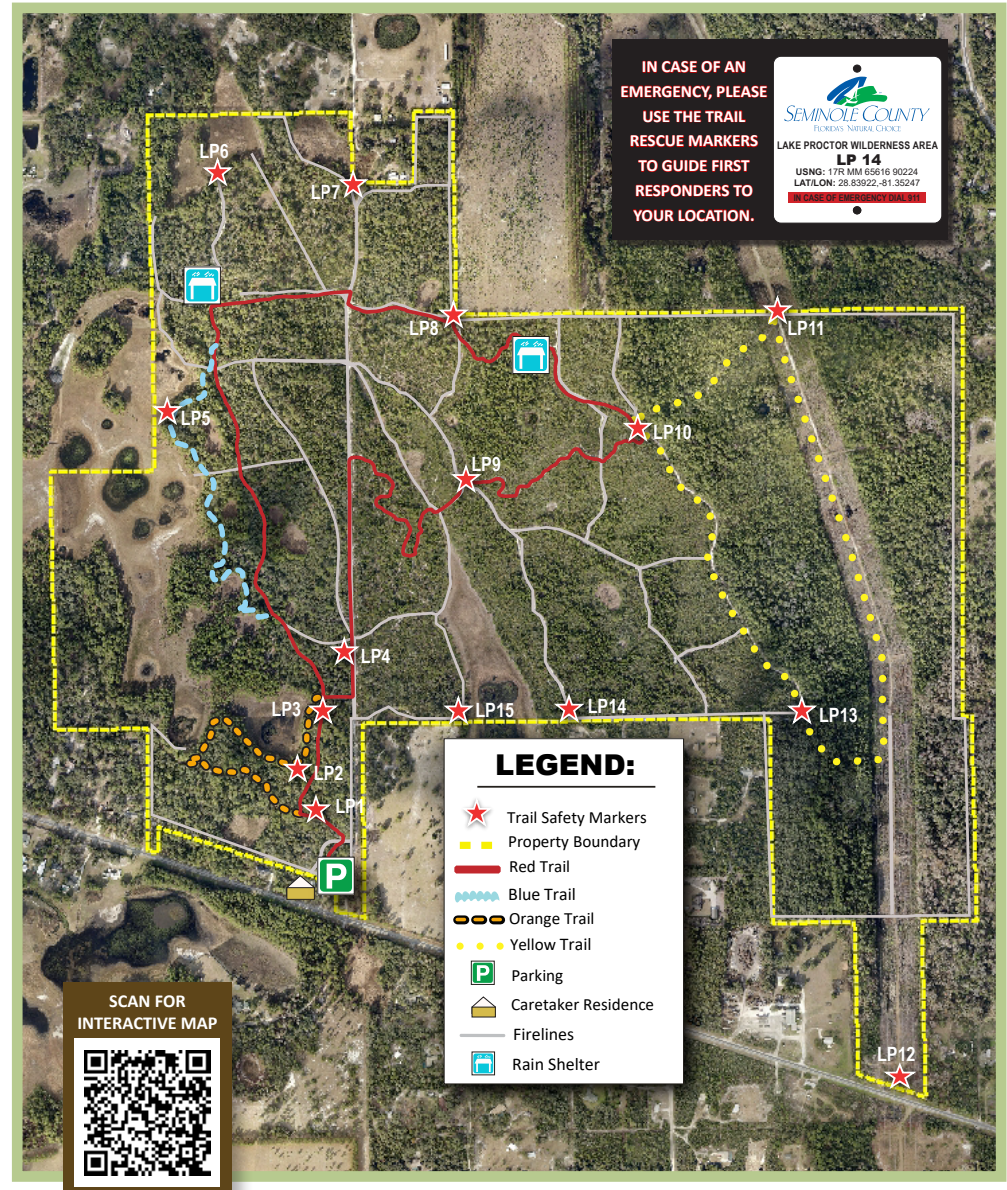 IN CASE OF AN
EMERGENCY, PLEASE
USE THE TRAIL
RESCUE MARKERS
TO GUIDE FIRST
RESPONDERS TO
YOUR LOCATION.
SEMINOLE COUNTY
FLORIDA'S NATURAL CHOICE
LAKE PROCTOR WILDERNESS AREA
LP 14
USNG: 17R MM 65616 90224
LAT/LON: 28.83922,-81.35247
IN CASE OF EMERGENCY DIAL 911
LP6
LP7
LP8
LP11
LP5
LP10
LP9
LP4
LP3
LP15
LP14
LP13
LP2
LP1
P
LEGEND:
Trail Safety Markers
Property Boundary
Red Trail
Blue Trail
Orange Trail
Yellow Trail
P
Parking
Caretaker Residence
Firelines
Rain Shelter
LP12
SCAN FOR
INTERACTIVE MAP